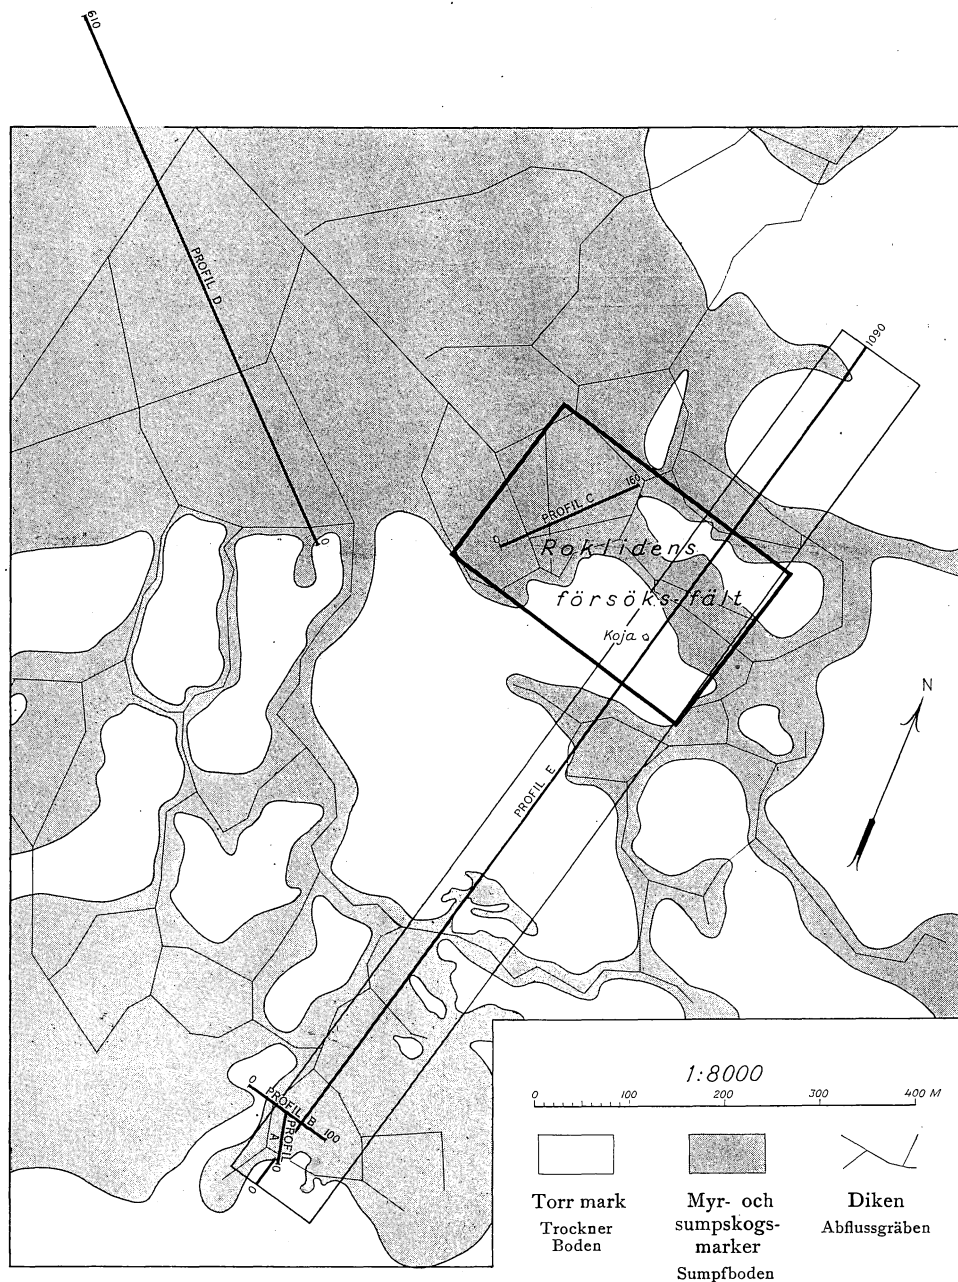 610
PROFIL D
0
1090
160
PROFIL C
0
Roklidens
försöks-fält
Koja
N
PROFIL E
0
PROFIL B
100
PROFIL
A
0
0
1:8000
0 100 200 300 400 M
Torr mark
Trockner
Boden
Myr- och
sumpskogs-
marker
Sumpfboden
Diken
Abflussgräben